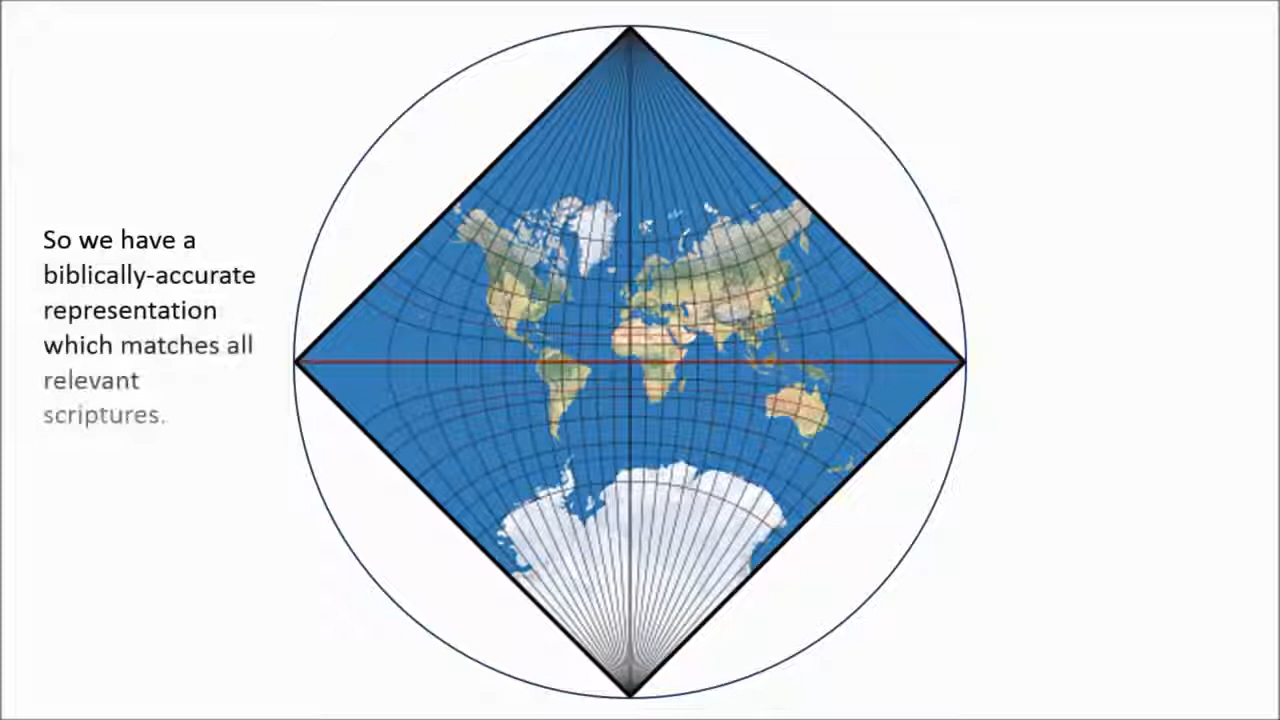 So we have a
biblically-accurate
representation
which matches all
relevant
scriptures.